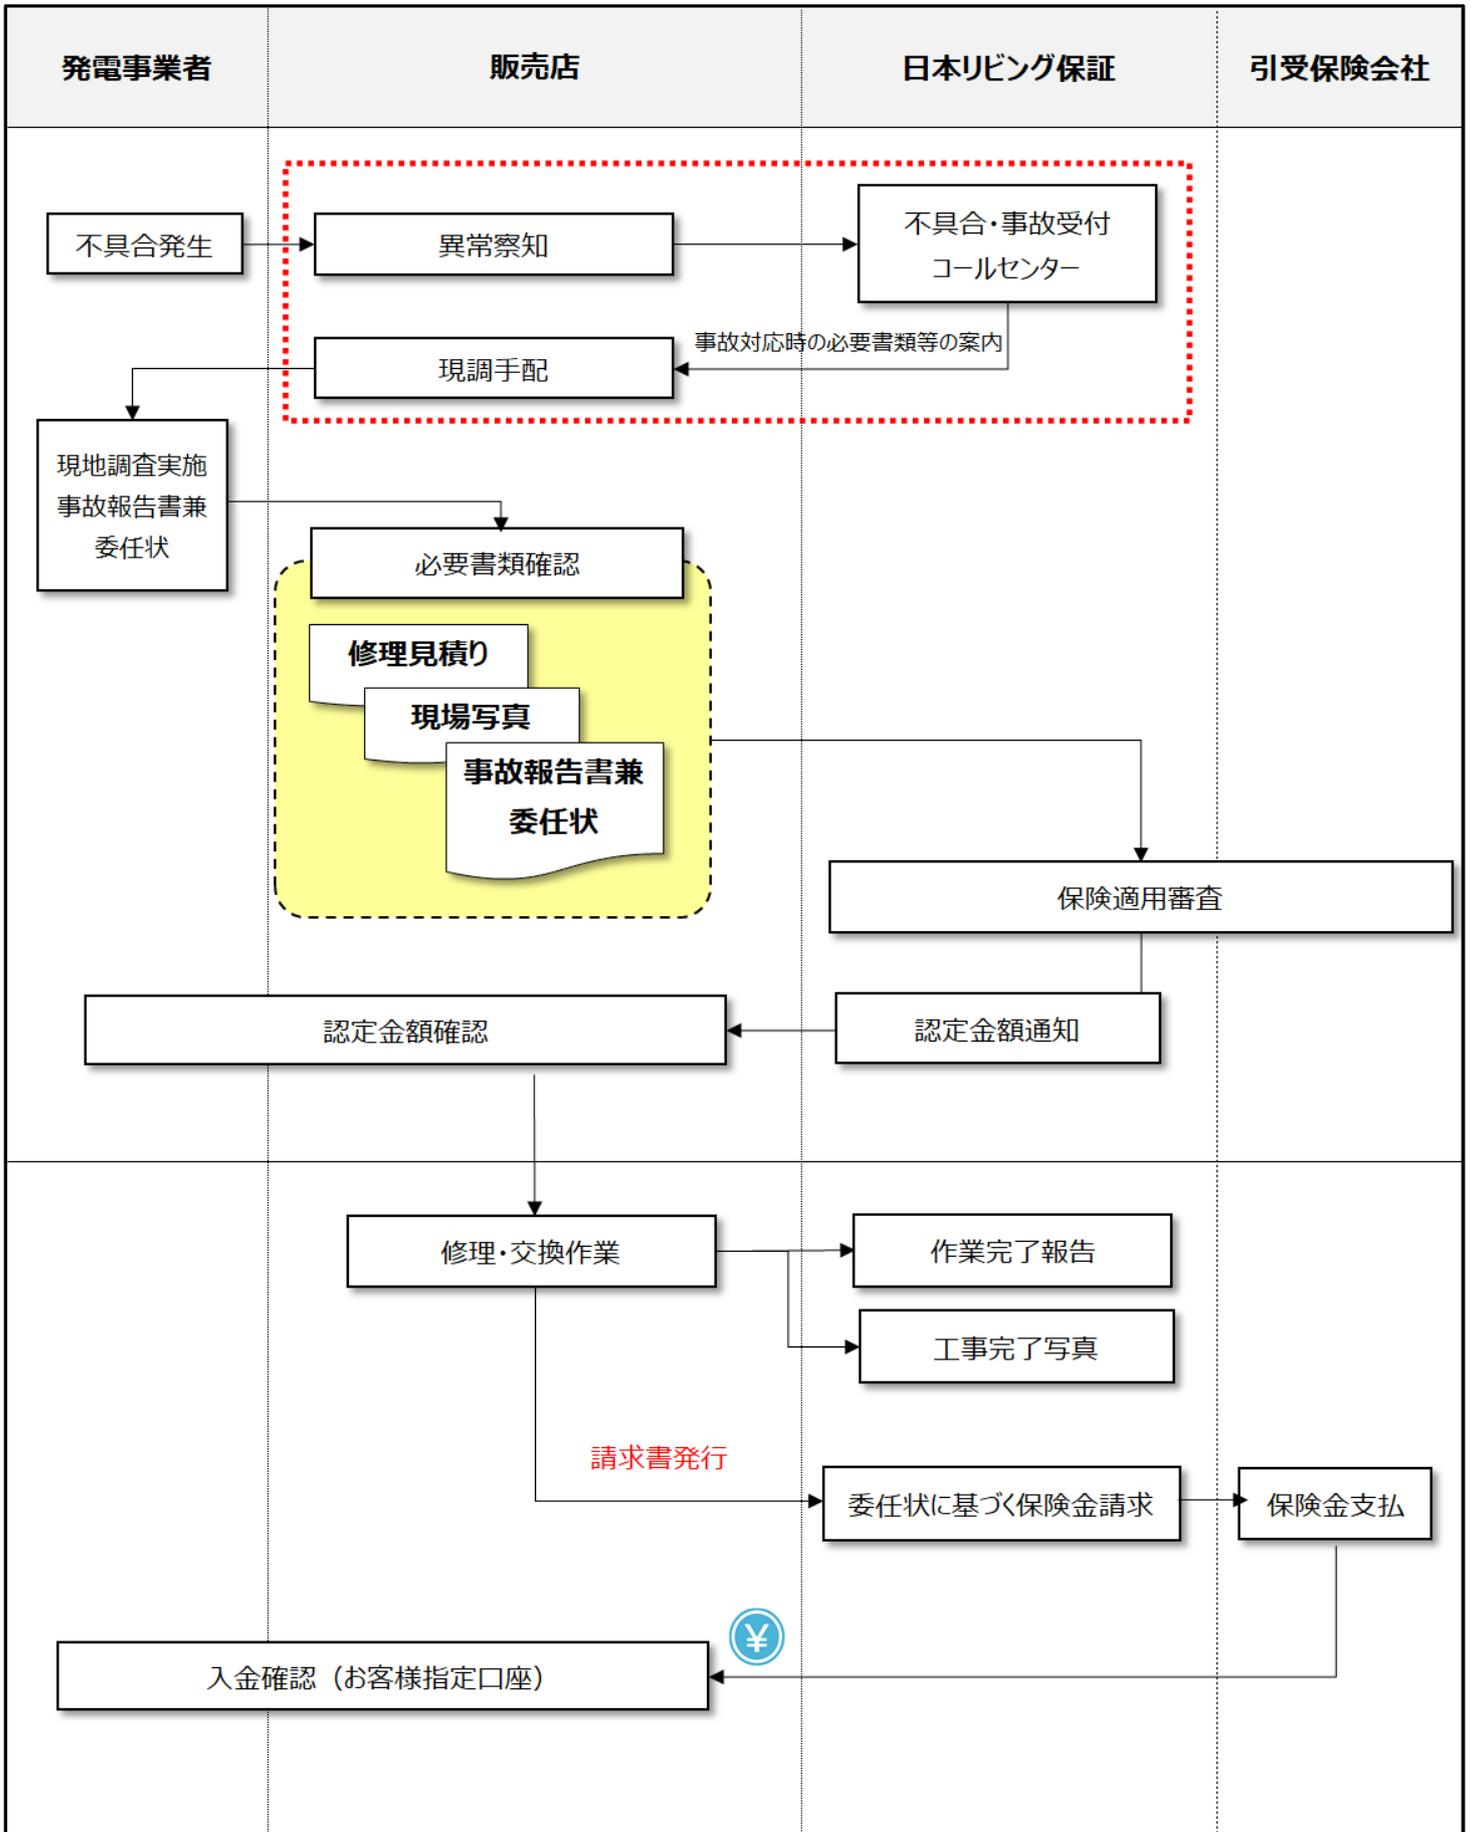 発電事業者
販売店
日本リビング保証
引受保険会社
不具合発生
異常察知
不具合・事故受付
コールセンター
事故対応時の必要書類等の案内
現調手配
現地調査実施
事故報告書兼
委任状
必要書類確認
修理見積り
現場写真
事故報告書兼
委任状
保険適用審査
認定金額確認
認定金額通知
修理・交換作業
作業完了報告
工事完了写真
請求書発行
委任状に基づく保険金請求
保険金支払
¥
入金確認（お客様指定口座）